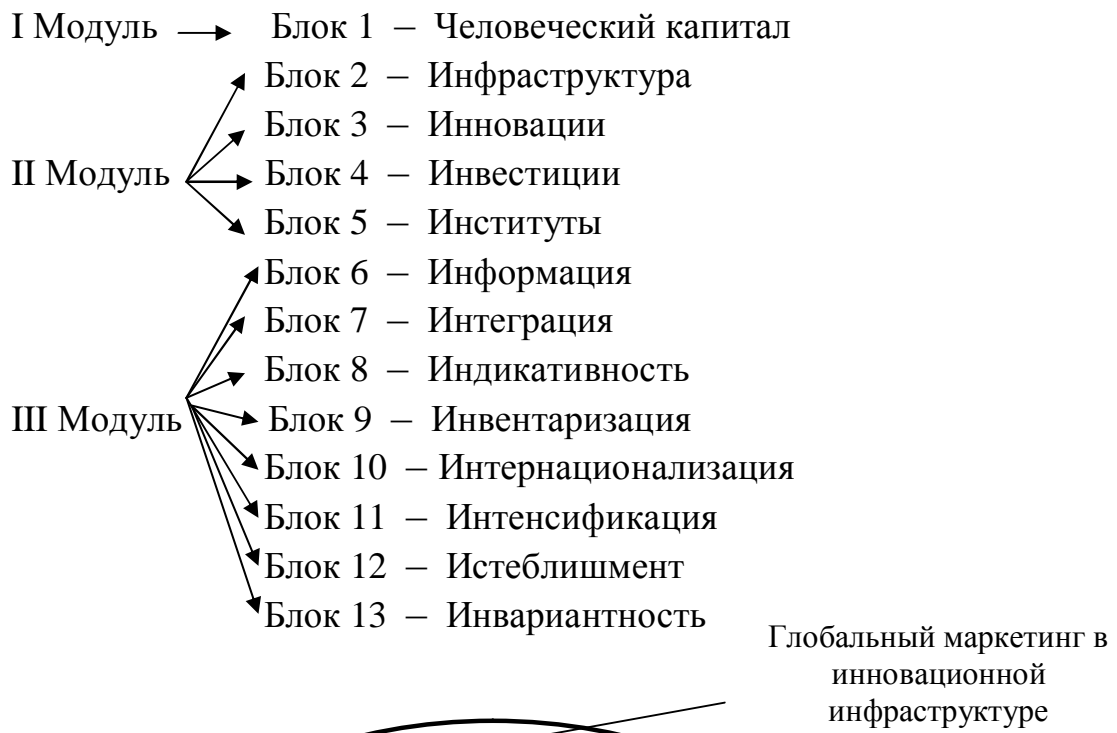 I Модуль Блок 1 – Человеческий капитал
Блок 2 – Инфраструктура
Блок 3 – Инновации
II Модуль Блок 4 – Инвестиции
Блок 5 – Институты
Блок 6 – Информация
Блок 7 – Интеграция
Блок 8 – Индикативность
III Модуль Блок 9 – Инвентаризация
Блок 10 – Интернационализация
Блок 11 – Интенсификация
Блок 12 – Истеблишмент
Блок 13 – Инвариантность
Глобальный маркетинг в
инновационной
инфраструктуре